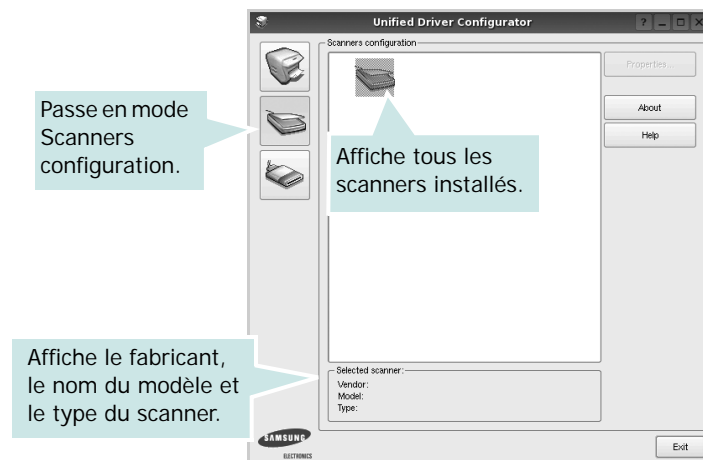 Unified Driver Configurator
Scanners configuration
Properties...
About
Help
Passe en mode
Scanners
configuration.
Affiche tous les
scanners installés.
Affiche le fabricant,
le nom du modèle et
le type du scanner.
Selected scanner:
Vendor:
Model:
Type:
SAMSUNG
ELECTRONICS
Exit